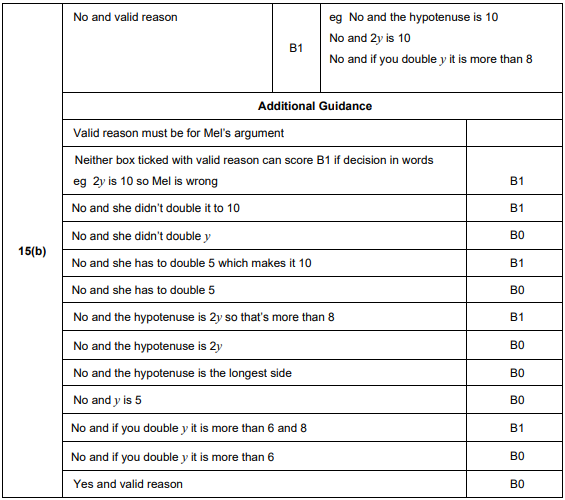 No and valid reason
B1
eg No and the hypotenuse is 10
No and 2y is 10
No and if you double y it is more than 8
Additional Guidance
15(b)
Valid reason must be for Mel's argument
Neither box ticked with valid reason can score B1 if decision in words
eg 2y is 10 so Mel is wrong B1
No and she didn't double it to 10 B1
No and she didn't double y B0
No and she has to double 5 which makes it 10 B1
No and she has to double 5 B0
No and the hypotenuse is 2y so that's more than 8 B1
No and the hypotenuse is 2y B0
No and the hypotenuse is the longest side B0
No and y is 5 B0
No and if you double y it is more than 6 and 8 B1
No and if you double y it is more than 6 B0
Yes and valid reason B0